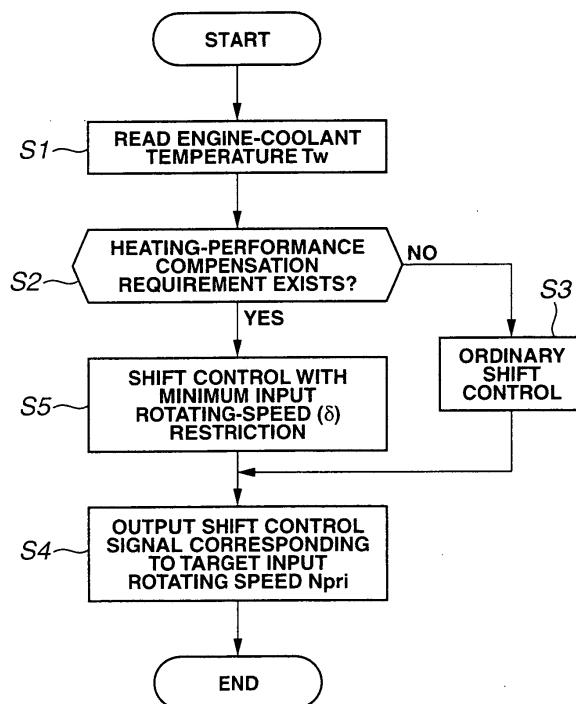 START
S1
READ ENGINE-COOLANT
TEMPERATURE Tw
S2
HEATING-PERFORMANCE
COMPENSATION
REQUIREMENT EXISTS?
NO
YES
S3
ORDINARY
SHIFT
CONTROL
S5
SHIFT CONTROL WITH
MINIMUM INPUT
ROTATING-SPEED (δ)
RESTRICTION
S4
OUTPUT SHIFT CONTROL
SIGNAL CORRESPONDING
TO TARGET INPUT
ROTATING SPEED Npri
END